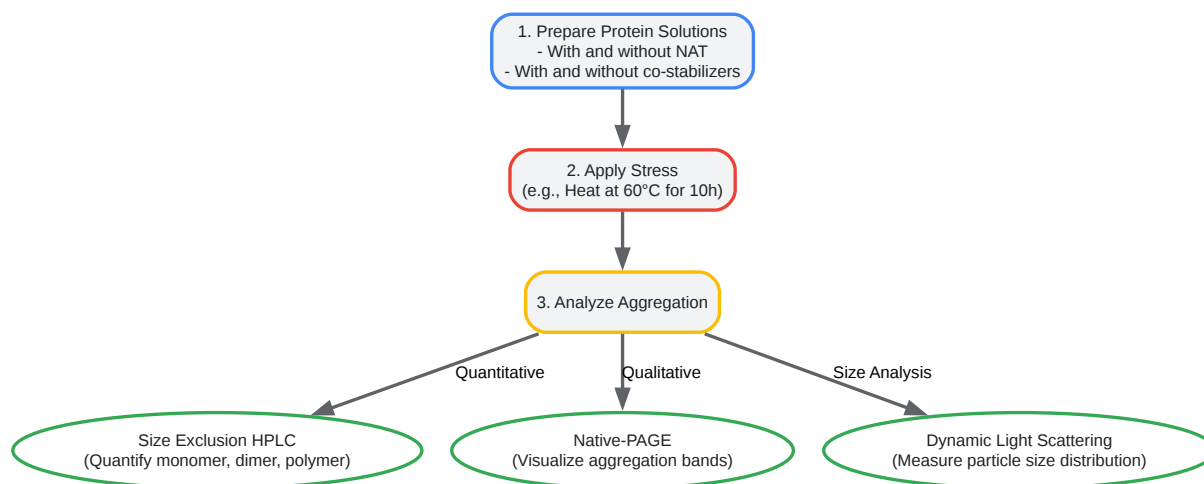 1. Prepare Protein Solutions
- With and without NAT
- With and without co-stabilizers
2. Apply Stress
(e.g., Heat at 60°C for 10h)
3. Analyze Aggregation
Quantitative
Qualitative
Size Analysis
Size Exclusion HPLC
(Quantify monomer, dimer, polymer)
Native-PAGE
(Visualize aggregation bands)
Dynamic Light Scattering
(Measure particle size distribution)